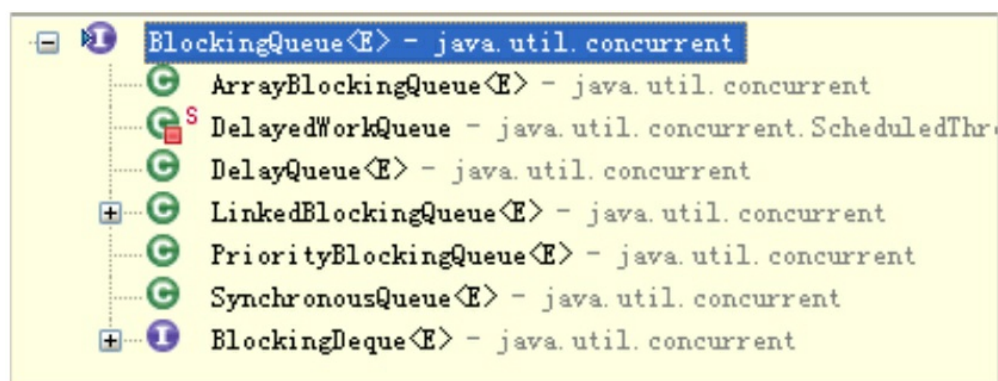 BlockingQueue<E> - java.util.concurrent
ArrayBlockingQueue<E> - java.util.concurrent
S DelayedWorkQueue - java.util.concurrent.ScheduledThr
DelayQueue<E> - java.util.concurrent
LinkedBlockingQueue<E> - java.util.concurrent
PriorityBlockingQueue<E> - java.util.concurrent
SynchronousQueue<E> - java.util.concurrent
BlockingDeque<E> - java.util.concurrent